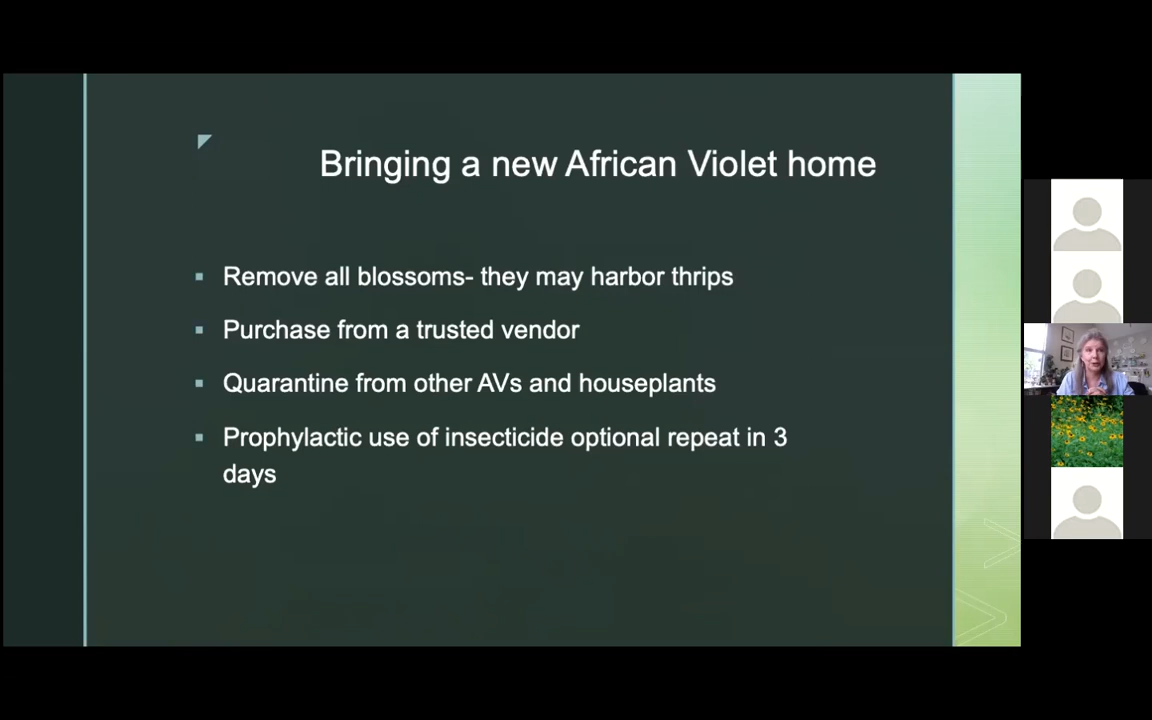 Bringing a new African Violet home
Remove all blossoms- they may harbor thrips
Purchase from a trusted vendor
Quarantine from other AVs and houseplants
Prophylactic use of insecticide optional repeat in 3
days